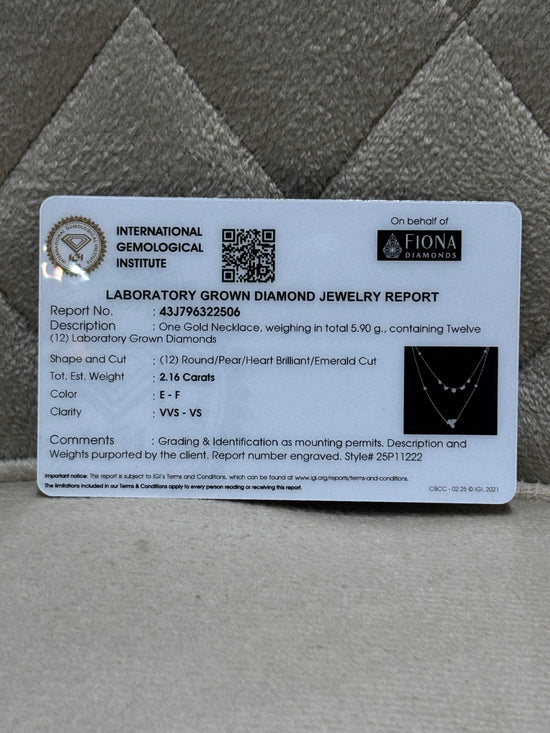 INTERNATIONAL GEMOLOGICAL INSTITUTE
IGI
INTERNATIONAL
GEMOLOGICAL
INSTITUTE
On behalf of
FIONA
DIAMONDS
LABORATORY GROWN DIAMOND JEWELRY REPORT
Report No. : 43J796322506
Description : One Gold Necklace, weighing in total 5.90 g., containing Twelve
(12) Laboratory Grown Diamonds
Shape and Cut : (12) Round/Pear/Heart Brilliant/Emerald Cut
Tot. Est. Weight : 2.16 Carats
Color : E - F
Clarity : VVS - VS
Comments : Grading & Identification as mounting permits. Description and
Weights purported by the client. Report number engraved. Style# 25P11222
Important notice: This report is subject to IGI's Terms and Conditions, which can be found at www.igi.org/reports/terms-and-conditions.
The limitations included in our Terms & Conditions apply to every person reading or receiving this report.
CBCC - 02.25 © IGI, 2021